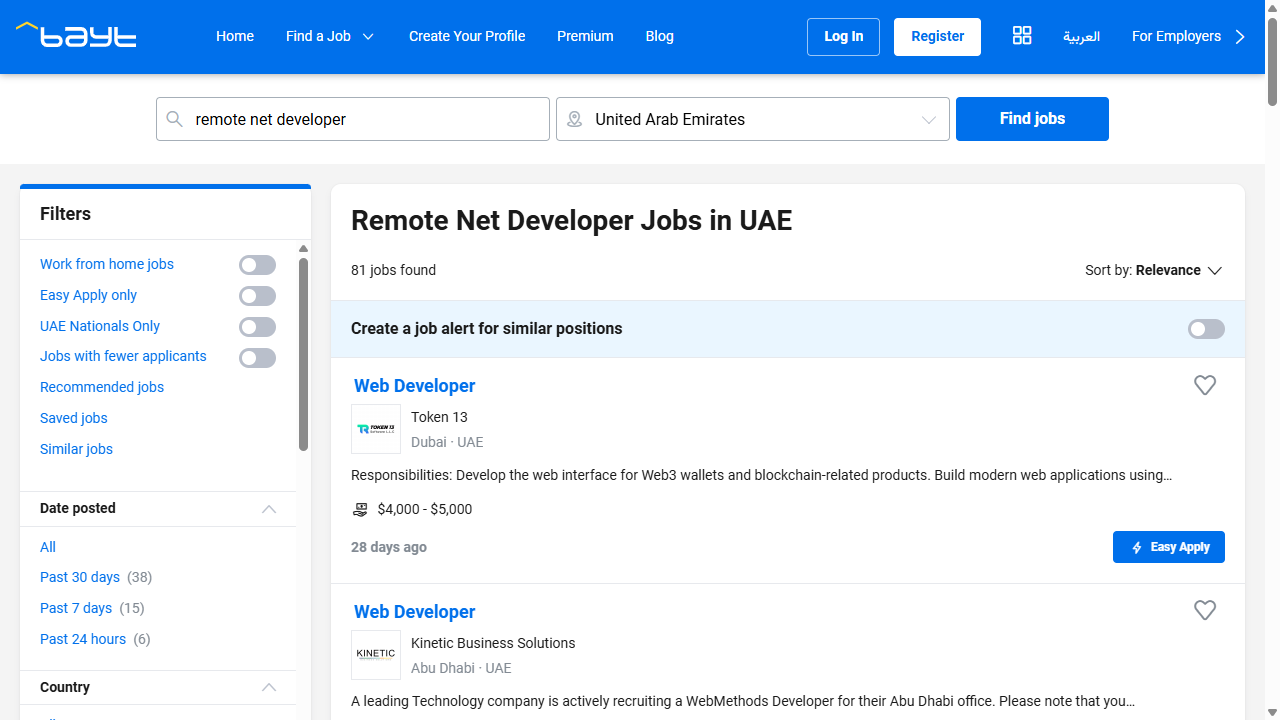 bayt
Home
Find a Job
Create Your Profile
Premium
Blog
Log In
Register
العربية
For Employers
remote net developer
United Arab Emirates
Find jobs
Filters
Work from home jobs
Easy Apply only
UAE Nationals Only
Jobs with fewer applicants
Recommended jobs
Saved jobs
Similar jobs
Date posted
All
Past 30 days (38)
Past 7 days (15)
Past 24 hours (6)
Country
Remote Net Developer Jobs in UAE
81 jobs found
Sort by: Relevance
Create a job alert for similar positions
Web Developer
TOKEN 13
Token 13
Dubai · UAE
Responsibilities: Develop the web interface for Web3 wallets and blockchain-related products. Build modern web applications using…
$4,000 - $5,000
28 days ago
Easy Apply
Web Developer
KINETIC
Kinetic Business Solutions
Abu Dhabi · UAE
A leading Technology company is actively recruiting a WebMethods Developer for their Abu Dhabi office. Please note that you…